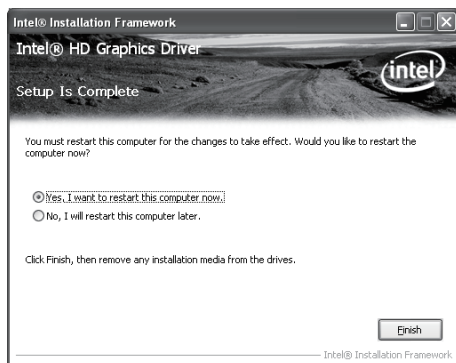 Intel® Installation Framework
Intel® HD Graphics Driver
Setup Is Complete
intel
You must restart this computer for the changes to take effect. Would you like to restart the
computer now?
Yes, I want to restart this computer now.
No, I will restart this computer later.
Click Finish, then remove any installation media from the drives.
Finish
Intel® Installation Framework